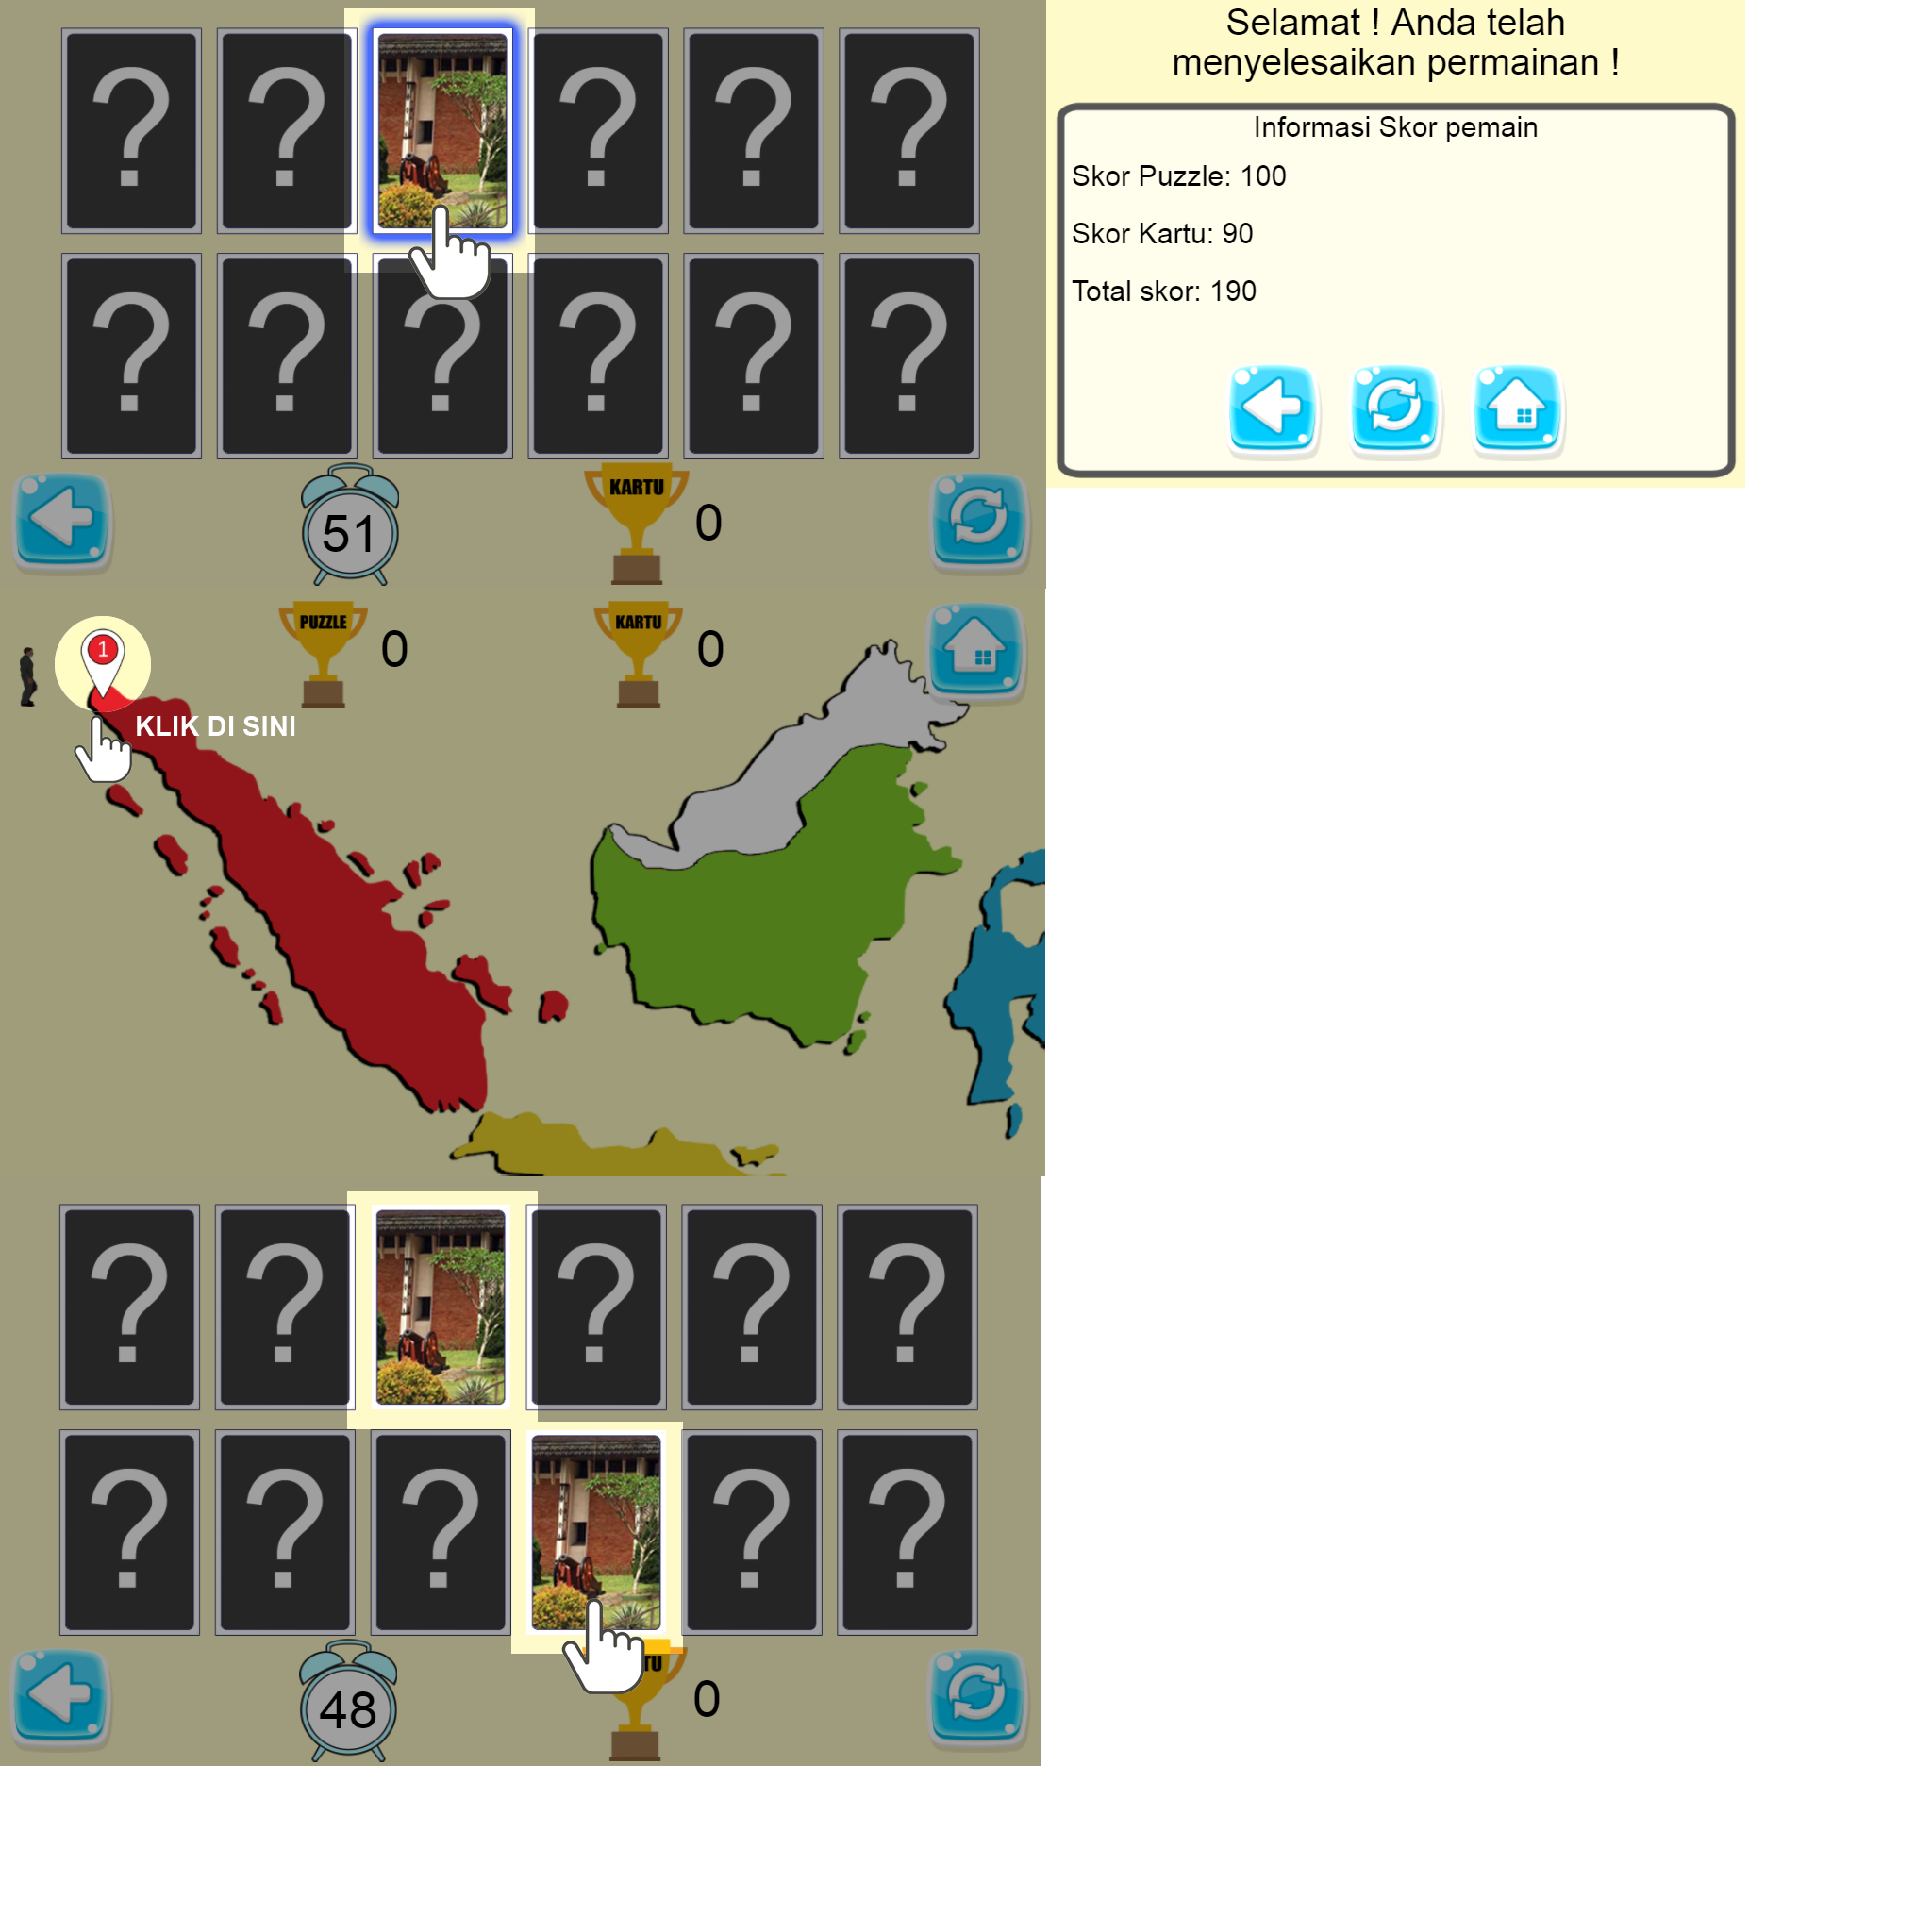 ? ? ? ? ?
? ? ? ? ? ?
51
KARTU
0
Selamat ! Anda telah
menyelesaikan permainan !
Informasi Skor pemain
Skor Puzzle: 100
Skor Kartu: 90
Total skor: 190
1
KLIK DI SINI
PUZZLE
0
KARTU
0
? ? ? ? ?
? ? ? ? ?
48
TU
0